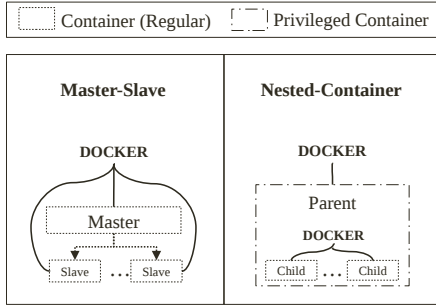 Container (Regular) Privileged Container
Master-Slave
DOCKER
Master
Slave ... Slave
Nested-Container
DOCKER
Parent
DOCKER
Child ... Child